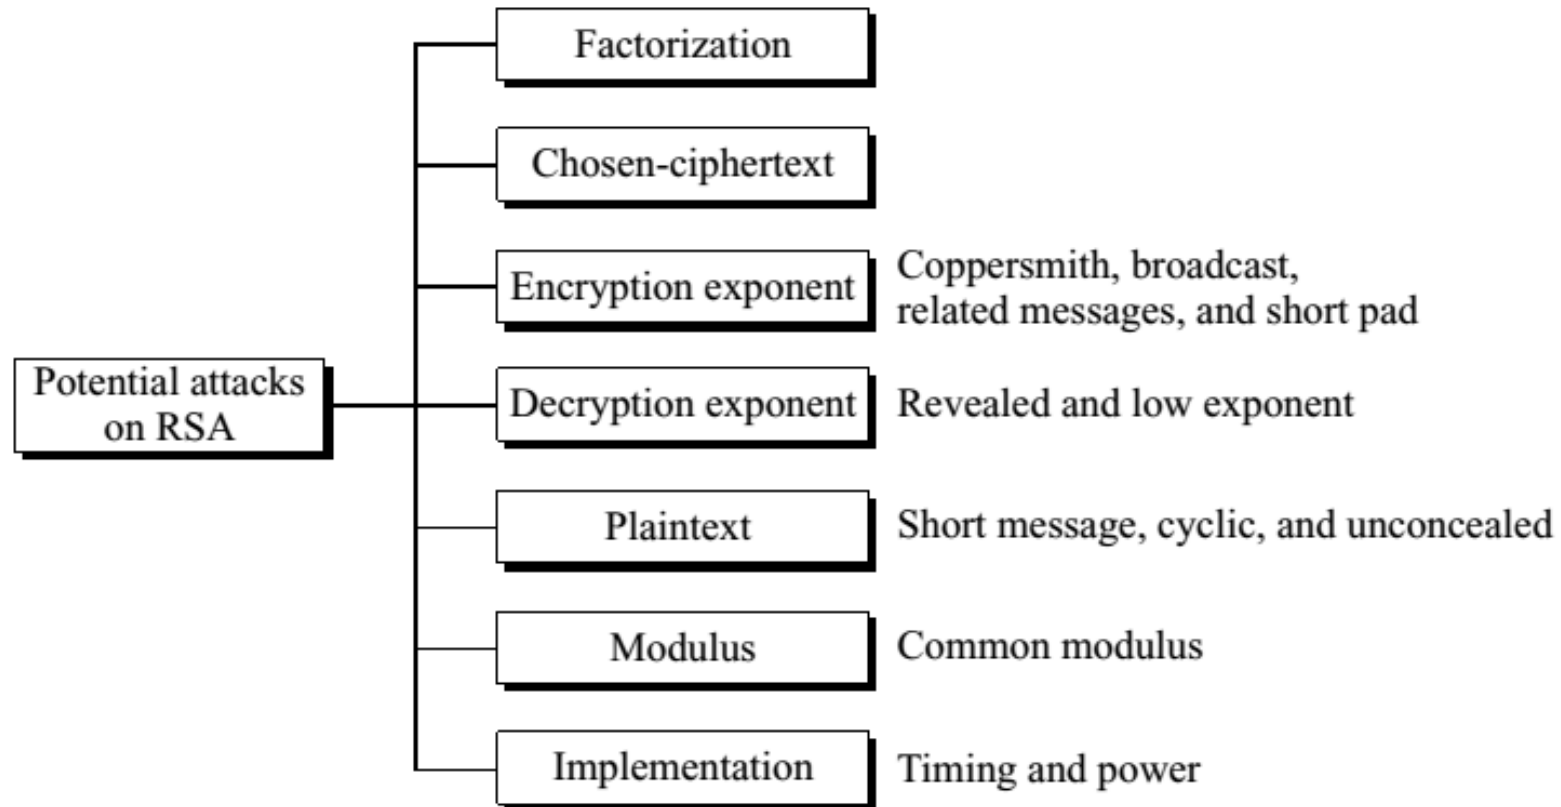 Factorization
Chosen-ciphertext
Encryption exponent
Coppersmith, broadcast,
related messages, and short pad
Potential attacks
on RSA
Decryption exponent
Revealed and low exponent
Plaintext
Short message, cyclic, and unconcealed
Modulus
Common modulus
Implementation
Timing and power